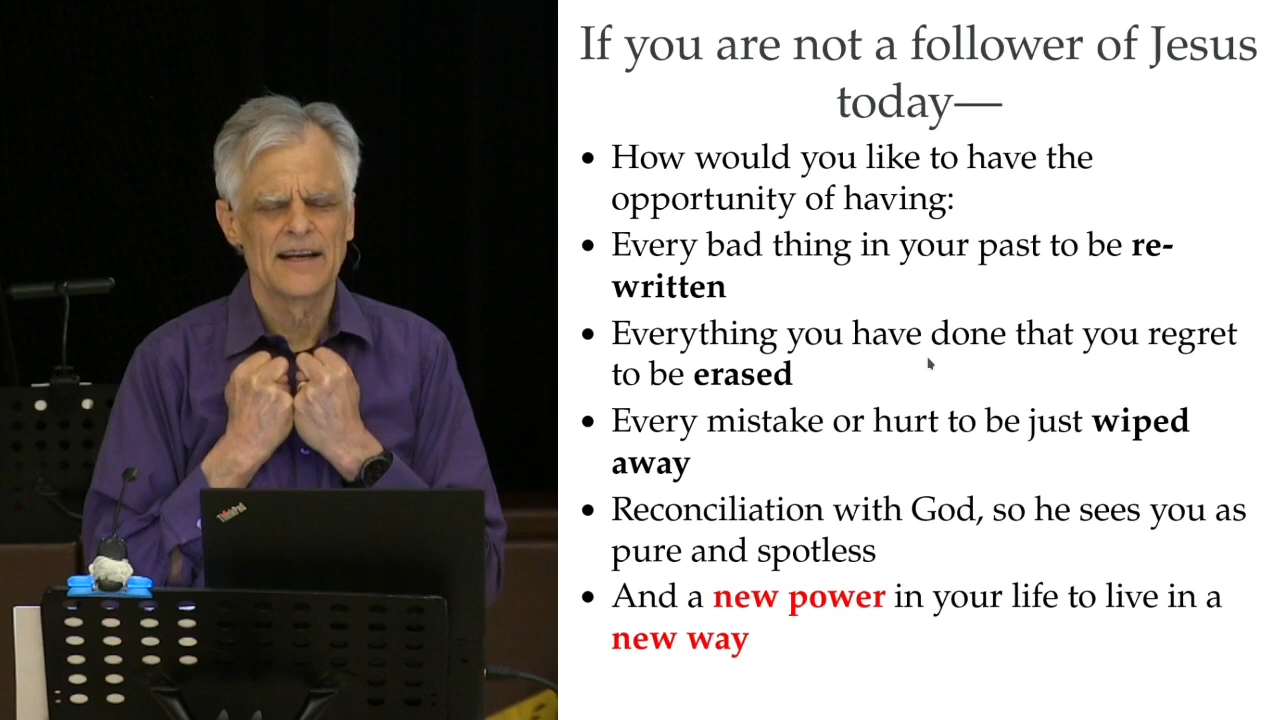 If you are not a follower of Jesus
today—
• How would you like to have the
opportunity of having:
• Every bad thing in your past to be re-
written
• Everything you have done that you regret
to be erased
• Every mistake or hurt to be just wiped
away
• Reconciliation with God, so he sees you as
pure and spotless
• And a new power in your life to live in a
new way
ThinkPad